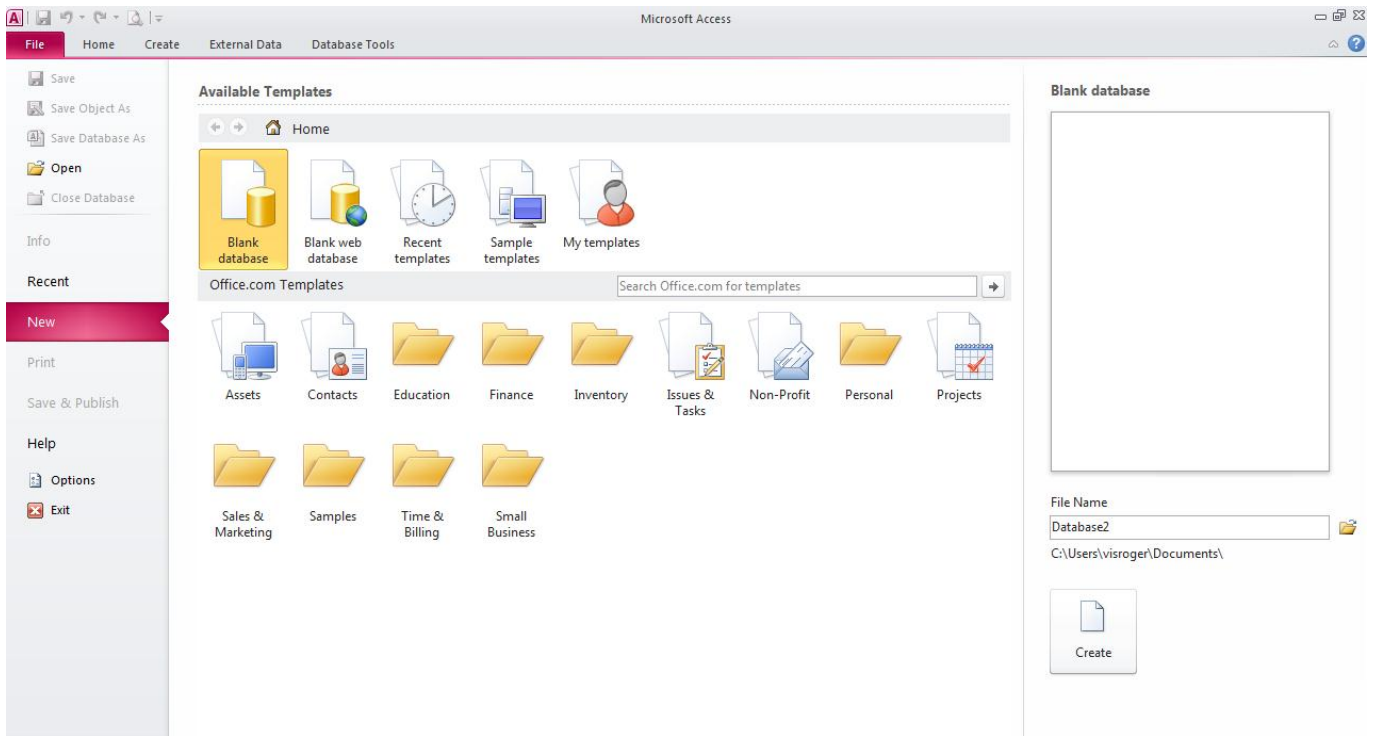 A
Microsoft Access
File Home Create External Data Database Tools
?
Save
Save Object As
Save Database As
Open
Close Database
Info
Recent
New
Print
Save & Publish
Help
Options
Exit
Available Templates
Home
Blank
database
Blank web
database
Recent
templates
Sample
templates
My templates
Office.com Templates
Search Office.com for templates
Assets
Contacts
Education
Finance
Inventory
Issues &
Tasks
Non-Profit
Personal
Projects
Sales &
Marketing
Samples
Time &
Billing
Small
Business
Blank database
File Name
Database2
C:\Users\visroger\Documents\
Create